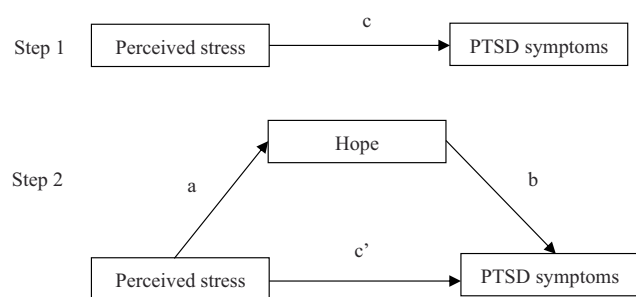 c
Step 1
Perceived stress
PTSD symptoms
Hope
Step 2
a
b
c’
Perceived stress
PTSD symptoms